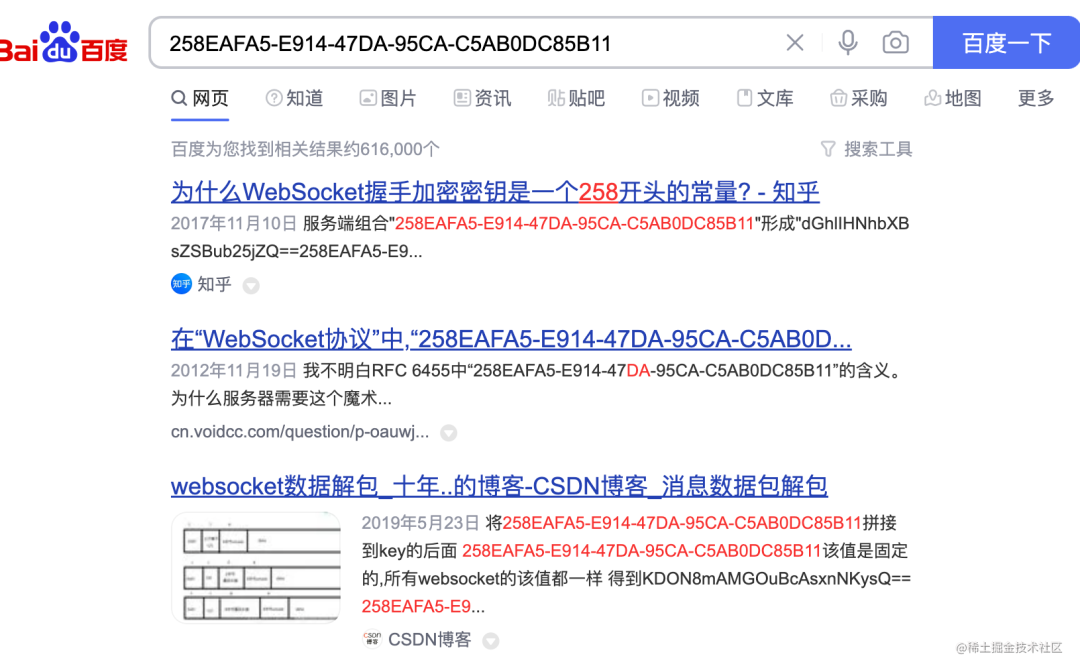 Bai du 百度 258EAFA5-E914-47DA-95CA-C5AB0DC85B11 百度一下
网页 知道 图片 资讯 贴 贴吧 视频 文库 采购 地图 更多
百度为您找到相关结果约616,000个 搜索工具
为什么WebSocket握手加密密钥是一个258开头的常量? - 知乎
2017年11月10日 服务端组合"258EAFA5-E914-47DA-95CA-C5AB0DC85B11"形成"dGhlIHNhbXB
sZSBub25jZQ==258EAFA5-E9...
知乎 知乎
在“WebSocket协议”中,“258EAFA5-E914-47DA-95CA-C5AB0D...
2012年11月19日 我不明白RFC 6455中“258EAFA5-E914-47DA-95CA-C5AB0DC85B11”的含义。
为什么服务器需要这个魔术...
cn.voidcc.com/question/p-oauwj...
websocket数据解包_十年..的博客-CSDN博客_消息数据包解包
2019年5月23日 将258EAFA5-E914-47DA-95CA-C5AB0DC85B11拼接
到key的后面 258EAFA5-E914-47DA-95CA-C5AB0DC85B11该值是固定
的,所有websocket的该值都一样 得到KDON8mAMGOuBcAsxnNKysQ==
258EAFA5-E9...
CSDN 博客 CSDN博客
@稀土掘金技术社区